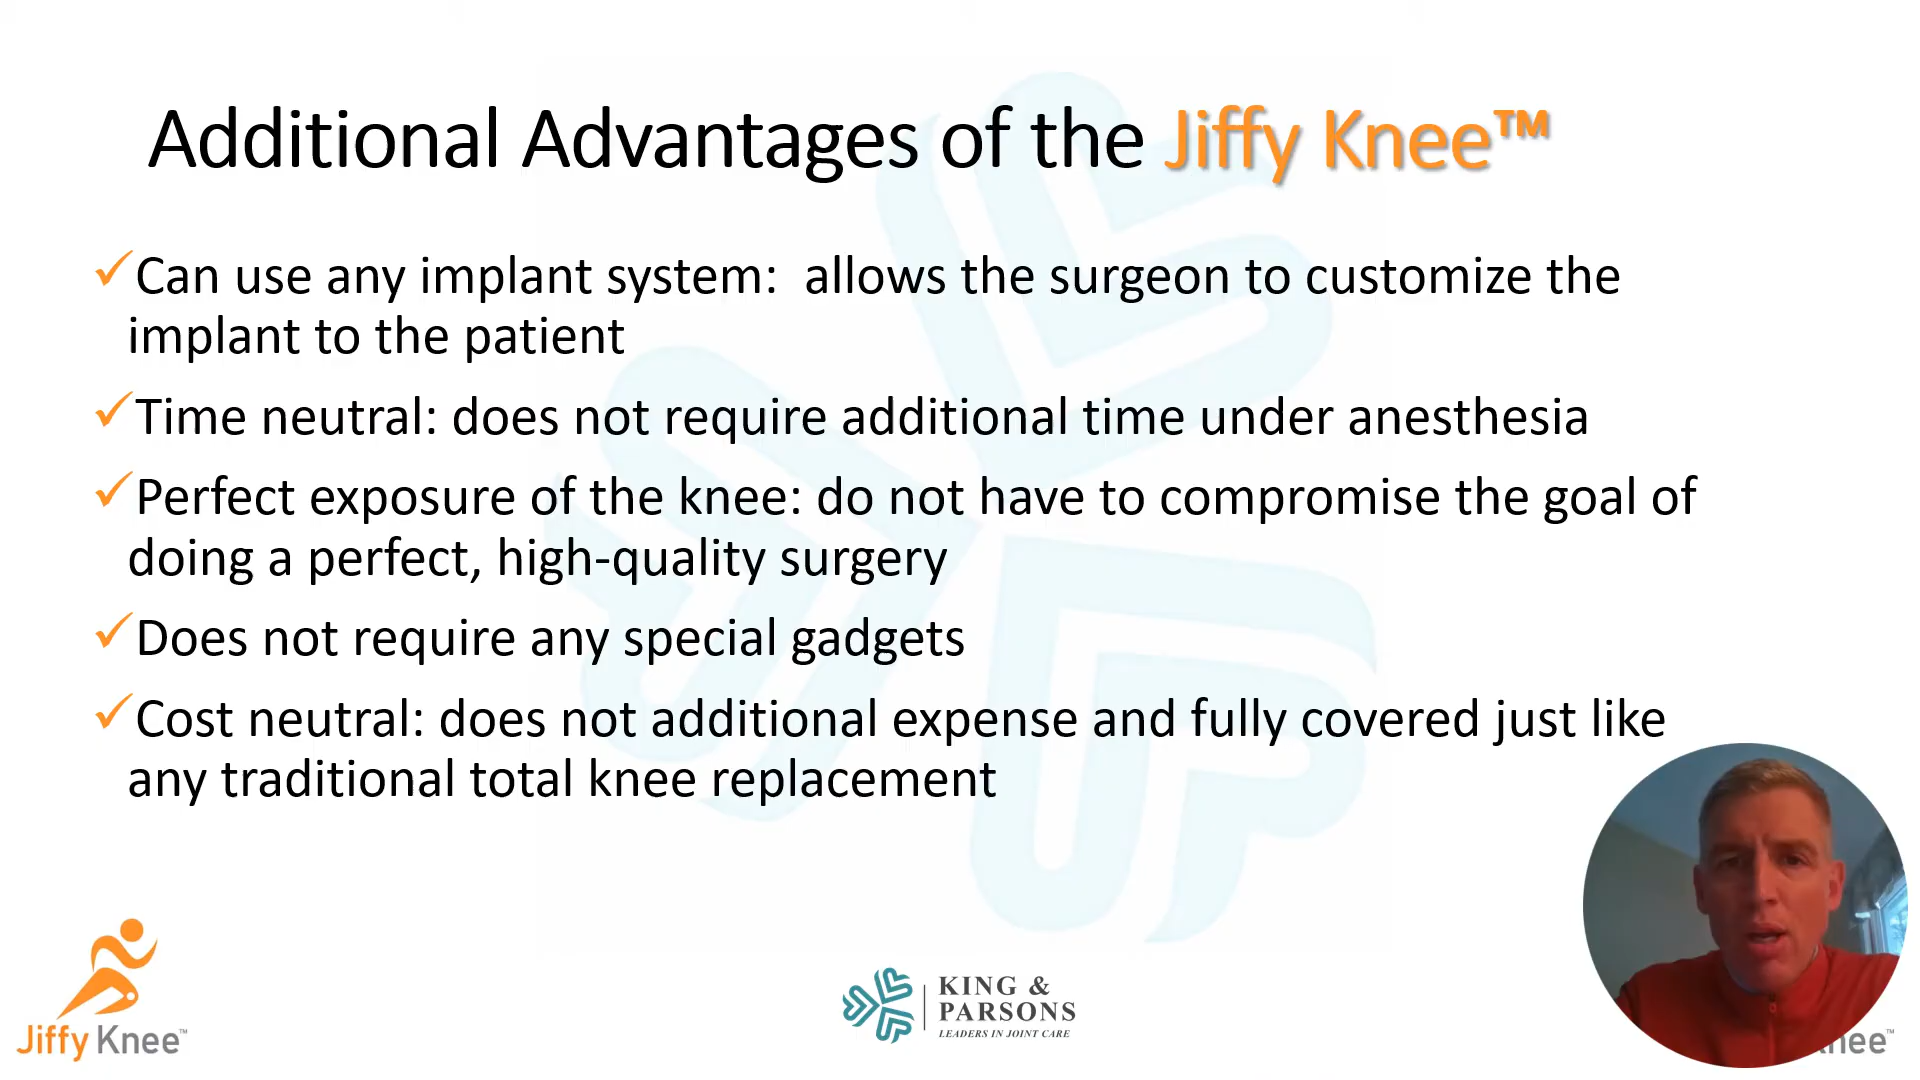 Additional Advantages of the Jiffy Knee™
✓Can use any implant system:  allows the surgeon to customize the
implant to the patient
✓Time neutral: does not require additional time under anesthesia
✓Perfect exposure of the knee: do not have to compromise the goal of
doing a perfect, high-quality surgery
✓Does not require any special gadgets
✓Cost neutral: does not additional expense and fully covered just like
any traditional total knee replacement
Jiffy Knee™
KING &
PARSONS
LEADERS IN JOINT CARE
nee™